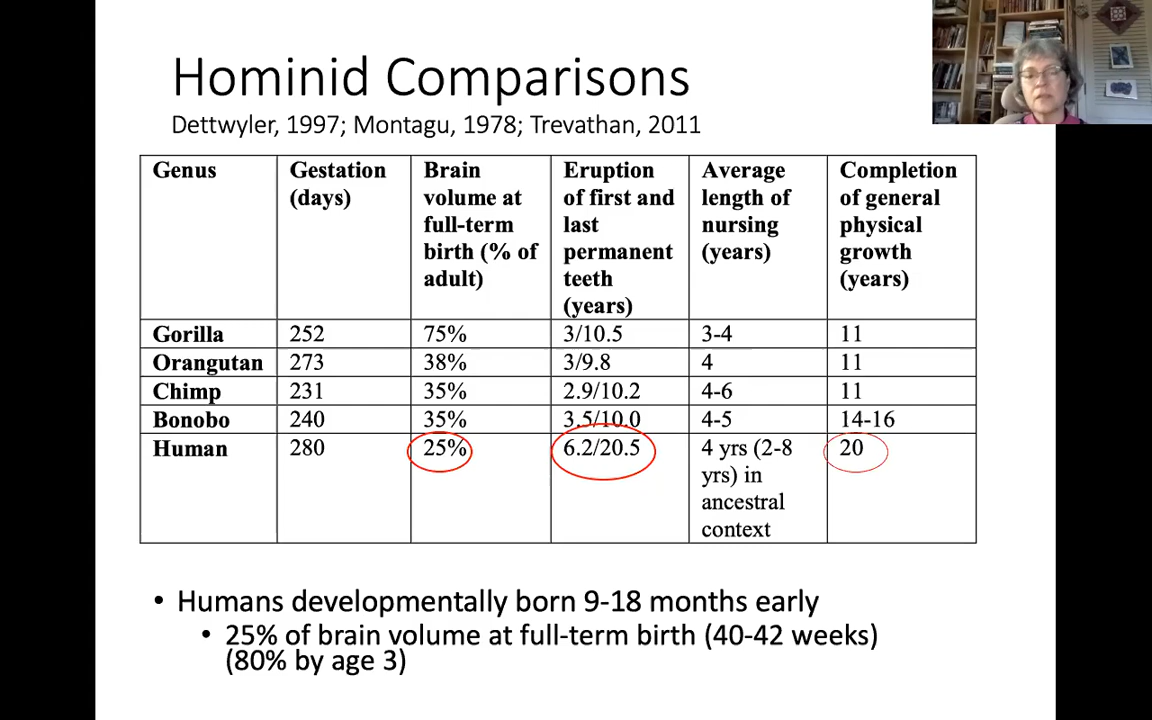 Hominid Comparisons
Dettwyler, 1997; Montagu, 1978; Trevathan, 2011
Genus
Gestation
(days)
Brain
volume at
full-term
birth (% of
adult)
Eruption
of first and
last
permanent
teeth
(years)
Average
length of
nursing
(years)
Completion
of general
physical
growth
(years)
Gorilla 252 75% 3/10.5 3-4 11
Orangutan 273 38% 3/9.8 4 11
Chimp 231 35% 2.9/10.2 4-6 11
Bonobo 240 35% 3.5/10.0 4-5 14-16
Human 280 25% 6.2/20.5 4 yrs (2-8 20
yrs) in
ancestral
context
• Humans developmentally born 9-18 months early
• 25% of brain volume at full-term birth (40-42 weeks)
(80% by age 3)